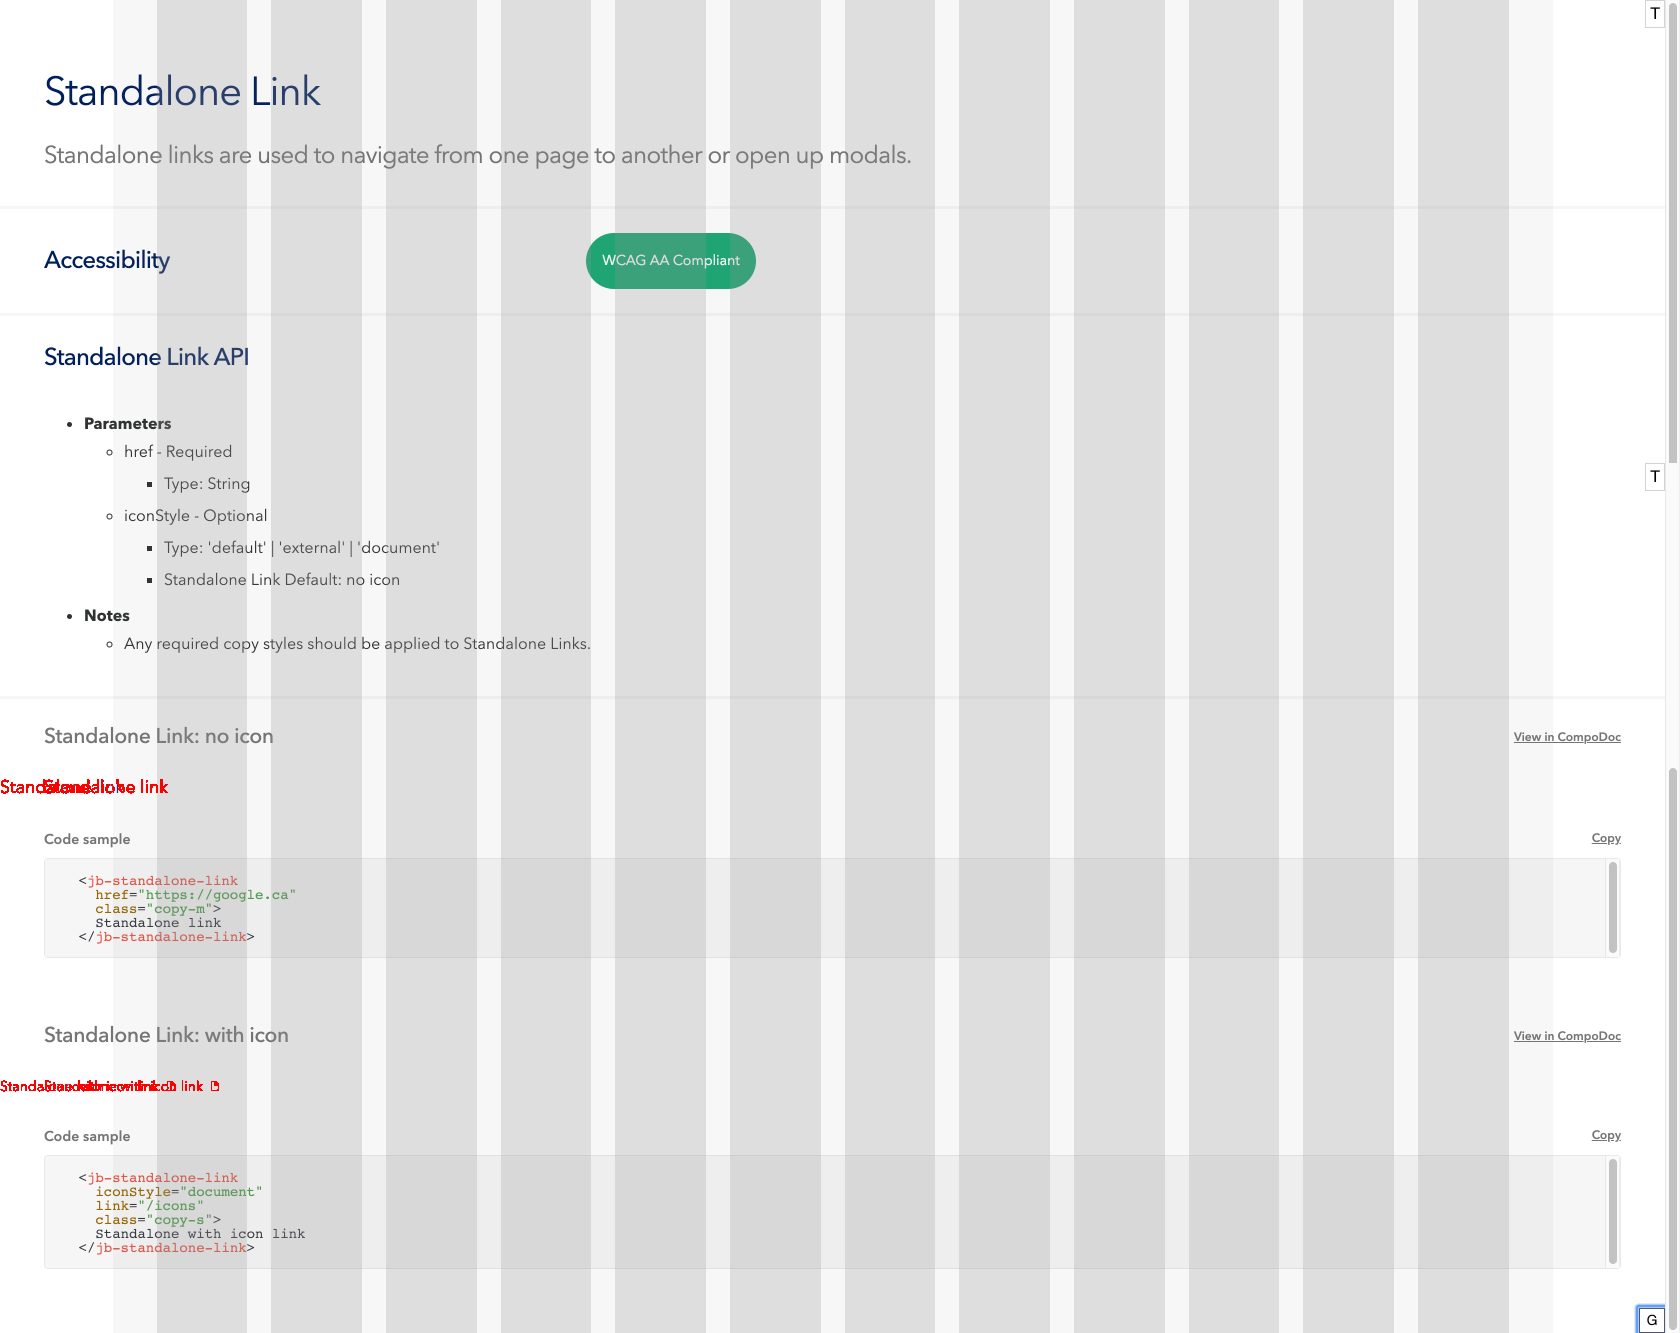 T
Standalone Link
Standalone links are used to navigate from one page to another or open up modals.
Accessibility
WCAG AA Compliant
Standalone Link API
Parameters
href - Required
T
Type: String
iconStyle - Optional
Type: 'default' | 'external' | 'document'
Standalone Link Default: no icon
Notes
Any required copy styles should be applied to Standalone Links.
Standalone Link: no icon
View in CompoDoc
link
Code sample
Copy
<jb-standalone-link
href="https://google.ca"
class="copy-m">
Standalone link
</jb-standalone-link>
Standalone Link: with icon
View in CompoDoc
link
Code sample
Copy
<jb-standalone-link
iconStyle="document"
link="/icons"
class="copy-s">
Standalone with icon link
</jb-standalone-link>
G